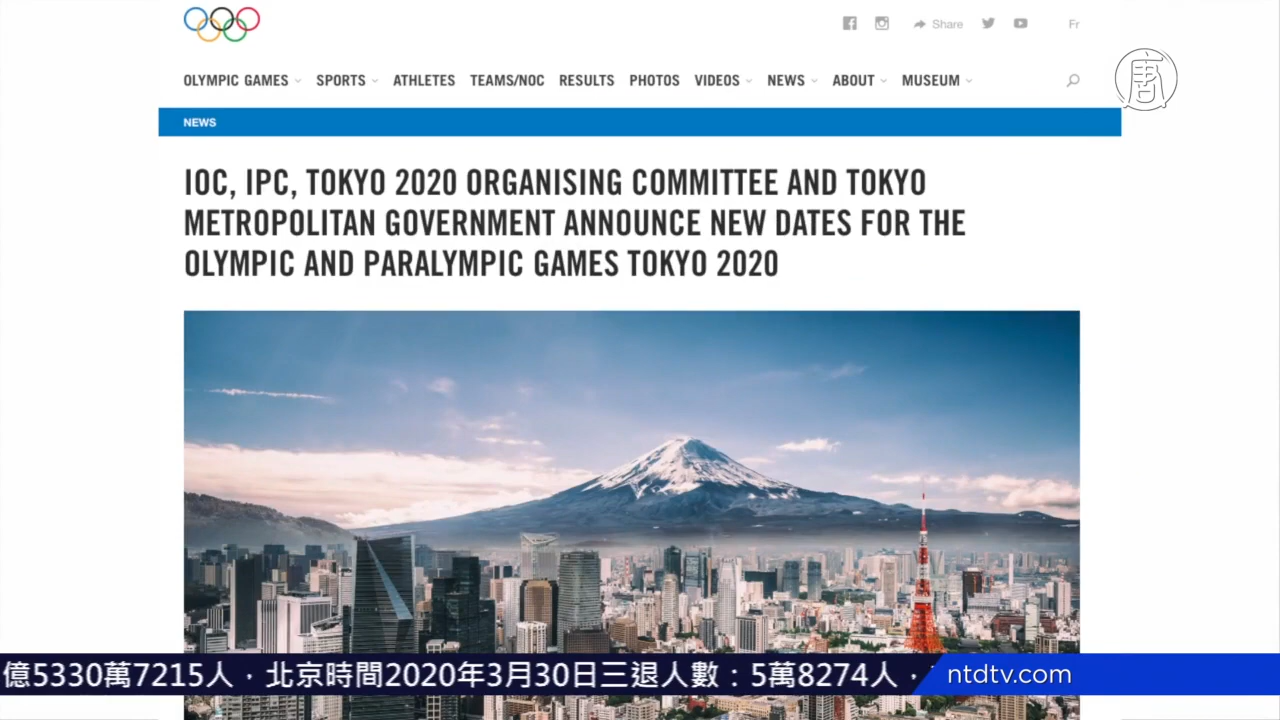 Share
Fr
OLYMPIC GAMES SPORTS ATHLETES TEAMS/NOC RESULTS PHOTOS VIDEOS NEWS ABOUT MUSEUM
唐
NEWS
IOC, IPC, TOKYO 2020 ORGANISING COMMITTEE AND TOKYO
METROPOLITAN GOVERNMENT ANNOUNCE NEW DATES FOR THE
OLYMPIC AND PARALYMPIC GAMES TOKYO 2020
億5330萬7215人，北京時間2020年3月30日三退人數：5萬8274人，
ntdtv.com